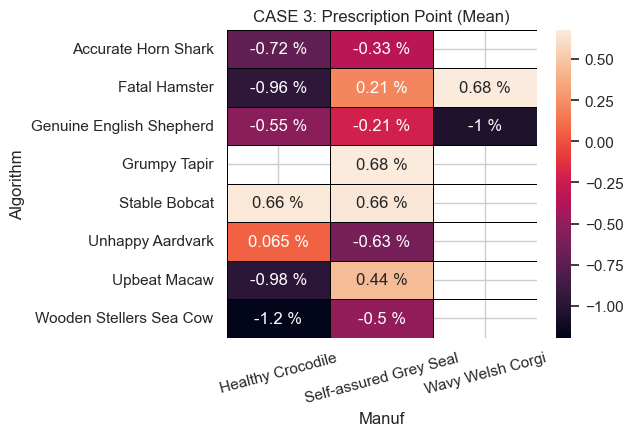 CASE 3: Prescription Point (Mean)
Algorithm
Accurate Horn Shark -0.72 % -0.33 %
Fatal Hamster -0.96 % 0.21 % 0.68 %
Genuine English Shepherd -0.55 % -0.21 % -1 %
Grumpy Tapir 0.68 %
Stable Bobcat 0.66 % 0.66 %
Unhappy Aardvark 0.065 % -0.63 %
Upbeat Macaw -0.98 % 0.44 %
Wooden Stellers Sea Cow -1.2 % -0.5 %
Healthy Crocodile
Self-assured Grey Seal
Wavy Welsh Corgi
Manuf
0.50
0.25
0.00
−0.25
−0.50
−0.75
−1.00